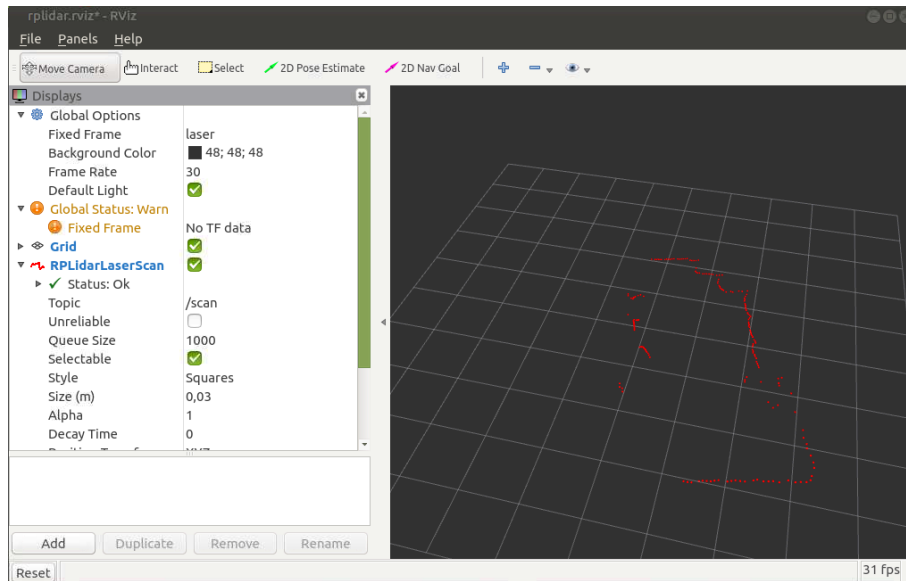 rplidar.rviz* - RViz
File Panels Help
Move Camera Interact Select 2D Pose Estimate 2D Nav Goal
Displays
Global Options
Fixed Frame laser
Background Color 48; 48; 48
Frame Rate 30
Default Light
Global Status: Warn
Fixed Frame No TF data
Grid
RPLidarLaserScan
Status: Ok
Topic /scan
Unreliable
Queue Size 1000
Selectable
Style Squares
Size (m) 0,03
Alpha 1
Decay Time 0
Add Duplicate Remove Rename
Reset 31 fps